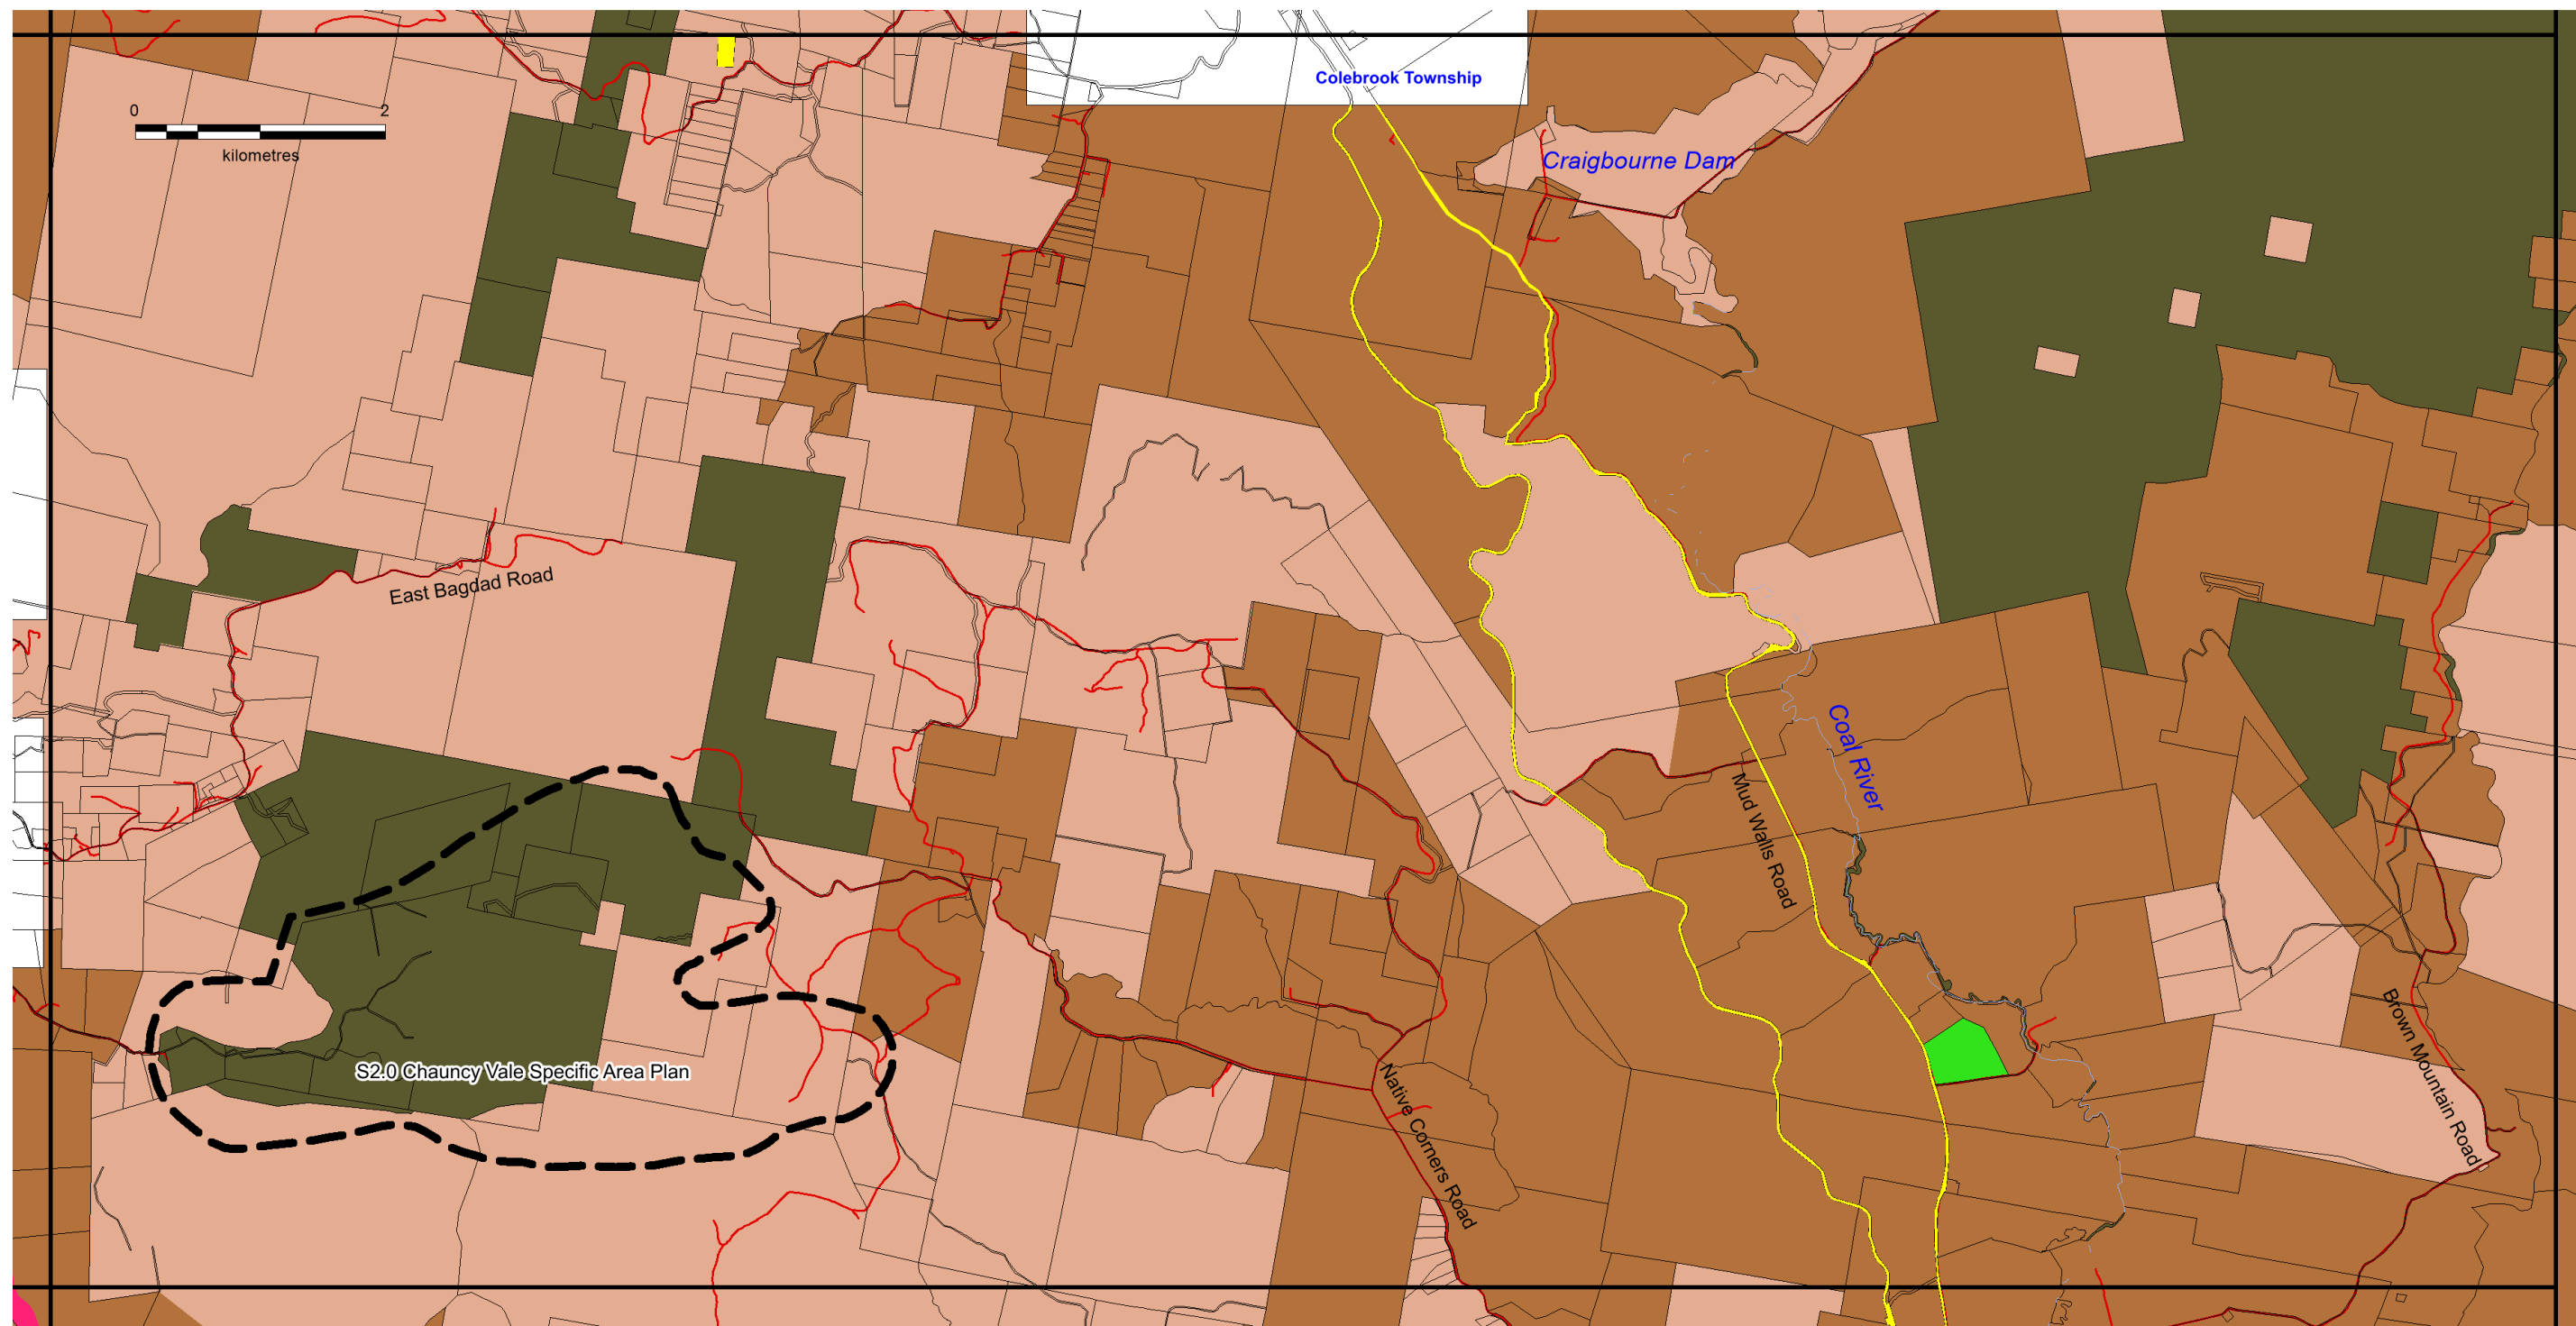 Colebrook Township
0 2
kilometres
Craigbourne Dam
East Bagdad Road
Coal River
Mud Walls Road
Brown Mountain Road
S2.0 Chauncy Vale Specific Area Plan
Native Corners Road